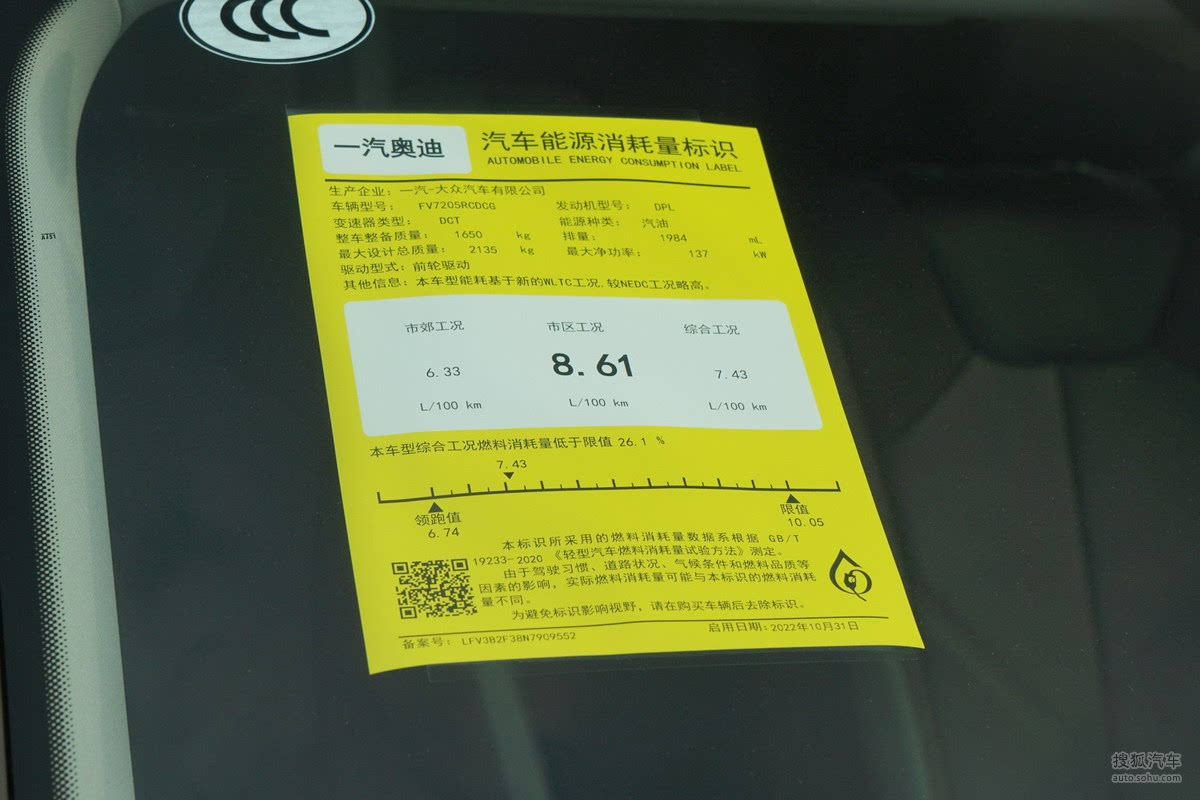 CCC
一汽奥迪
汽车能源消耗量标识
AUTOMOBILE ENERGY CONSUMPTION LABEL
生产企业: 一汽-大众汽车有限公司
车辆型号: FV7205RCDCG 发动机型号: DPL
变速器类型: DCT 能源种类: 汽油
整车整备质量: 1650 kg 排量: 1984 mL
最大设计总质量: 2135 kg 最大净功率: 137 kW
驱动型式: 前轮驱动
其他信息: 本车型能耗基于新的WLTC工况,较NEDC工况略高。
市郊工况 市区工况 综合工况
6.33 8.61 7.43
L/100 km L/100 km L/100 km
本车型综合工况燃料消耗量低于限值 26.1 %
7.43
领跑值 限值
6.74 10.05
本标识所采用的燃料消耗量数据系根据 GB/T
19233-2020 《轻型汽车燃料消耗量试验方法》测定。
由于驾驶习惯、道路状况、气候条件和燃料品质等
因素的影响,实际燃料消耗量可能与本标识的燃料消耗
量不同。
为避免标识影响视野,请在购买车辆后去除标识。
备案号: LFV3B2F38N7909552 启用日期:2022年10月31日
搜狐汽车
auto.sohu.com